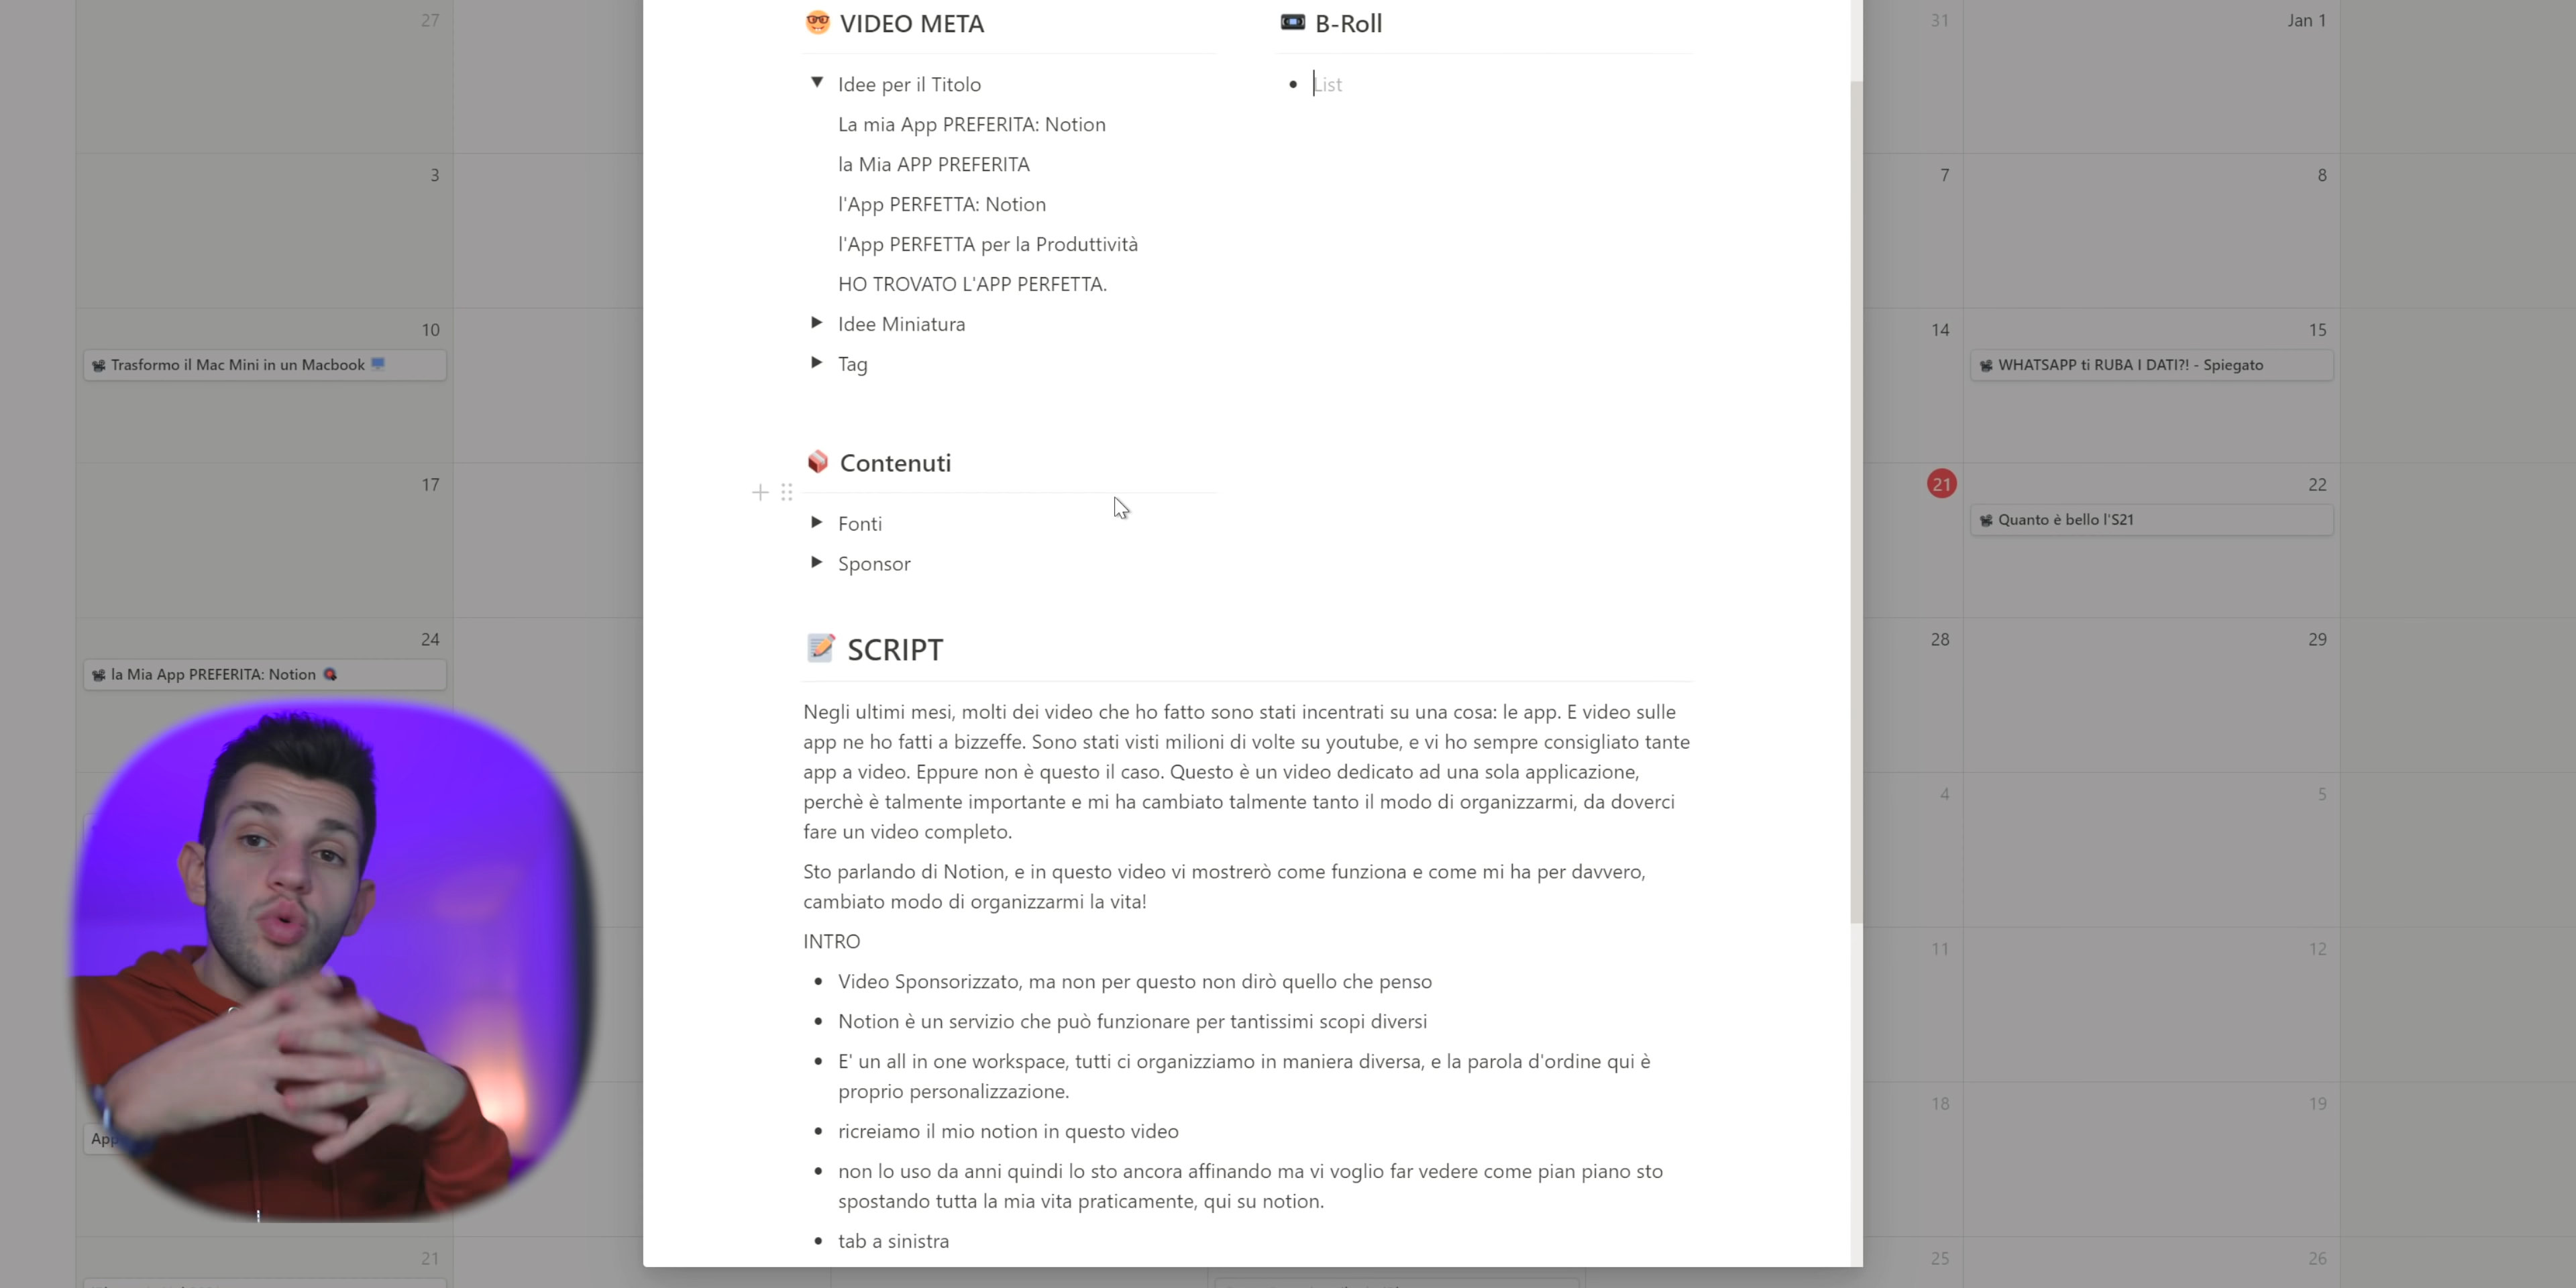 27
31
Jan 1
3
7
8
10
14
15
Trasformo il Mac Mini in un Macbook
WHATSAPP ti RUBA I DATI?! - Spiegato
17
21
22
Quanto è bello l'S21
24
28
29
la Mia App PREFERITA: Notion
4
5
11
12
18
19
App
21
25
26
VIDEO META
B-Roll
Idee per il Titolo
List
La mia App PREFERITA: Notion
la Mia APP PREFERITA
l'App PERFETTA: Notion
l'App PERFETTA per la Produttività
HO TROVATO L'APP PERFETTA.
Idee Miniatura
Tag
Contenuti
Fonti
Sponsor
SCRIPT
Negli ultimi mesi, molti dei video che ho fatto sono stati incentrati su una cosa: le app. E video sulle
app ne ho fatti a bizzeffe. Sono stati visti milioni di volte su youtube, e vi ho sempre consigliato tante
app a video. Eppure non è questo il caso. Questo è un video dedicato ad una sola applicazione,
perchè è talmente importante e mi ha cambiato talmente tanto il modo di organizzarmi, da doverci
fare un video completo.
Sto parlando di Notion, e in questo video vi mostrerò come funziona e come mi ha per davvero,
cambiato modo di organizzarmi la vita!
INTRO
Video Sponsorizzato, ma non per questo non dirò quello che penso
Notion è un servizio che può funzionare per tantissimi scopi diversi
E' un all in one workspace, tutti ci organizziamo in maniera diversa, e la parola d'ordine qui è
proprio personalizzazione.
ricreiamo il mio notion in questo video
non lo uso da anni quindi lo sto ancora affinando ma vi voglio far vedere come pian piano sto
spostando tutta la mia vita praticamente, qui su notion.
tab a sinistra